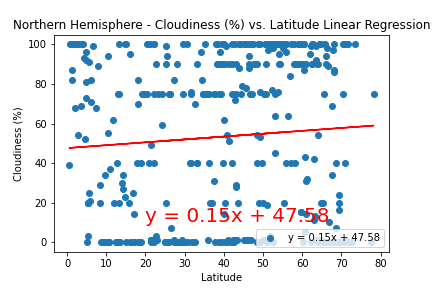 Northern Hemisphere - Cloudiness (%) vs. Latitude Linear Regression
100
80
60
40
20
0
Cloudiness (%)
y = 0.15x + 47.58
y = 0.15x + 47.58
0 10 20 30 40 50 60 70 80
Latitude